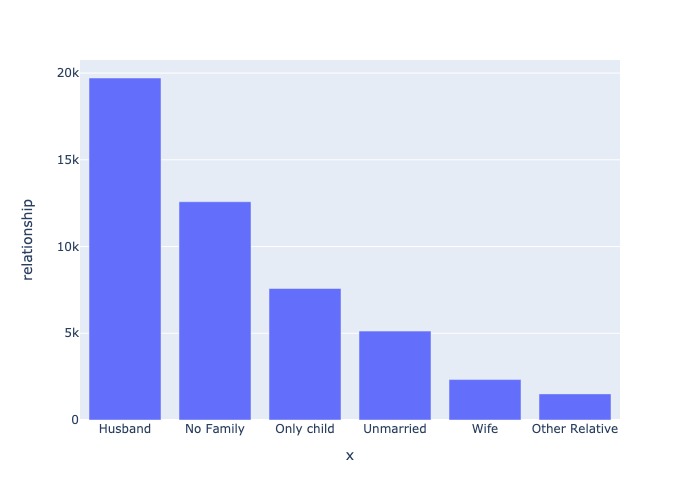 20k
15k
10k
5k
0
relationship
Husband
No Family
Only child
Unmarried
Wife
Other Relative
x